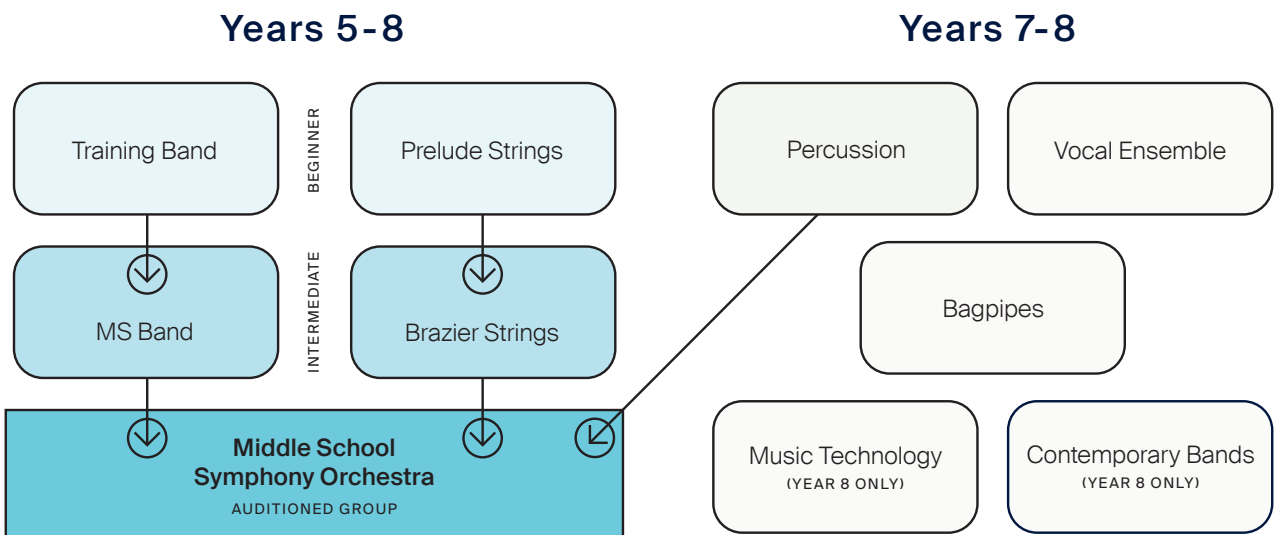 Years 5-8
Training Band
BEGINNER
Prelude Strings
MS Band
INTERMEDIATE
Brazier Strings
Middle School
Symphony Orchestra
AUDITIONED GROUP
Years 7-8
Percussion
Vocal Ensemble
Bagpipes
Music Technology
(YEAR 8 ONLY)
Contemporary Bands
(YEAR 8 ONLY)